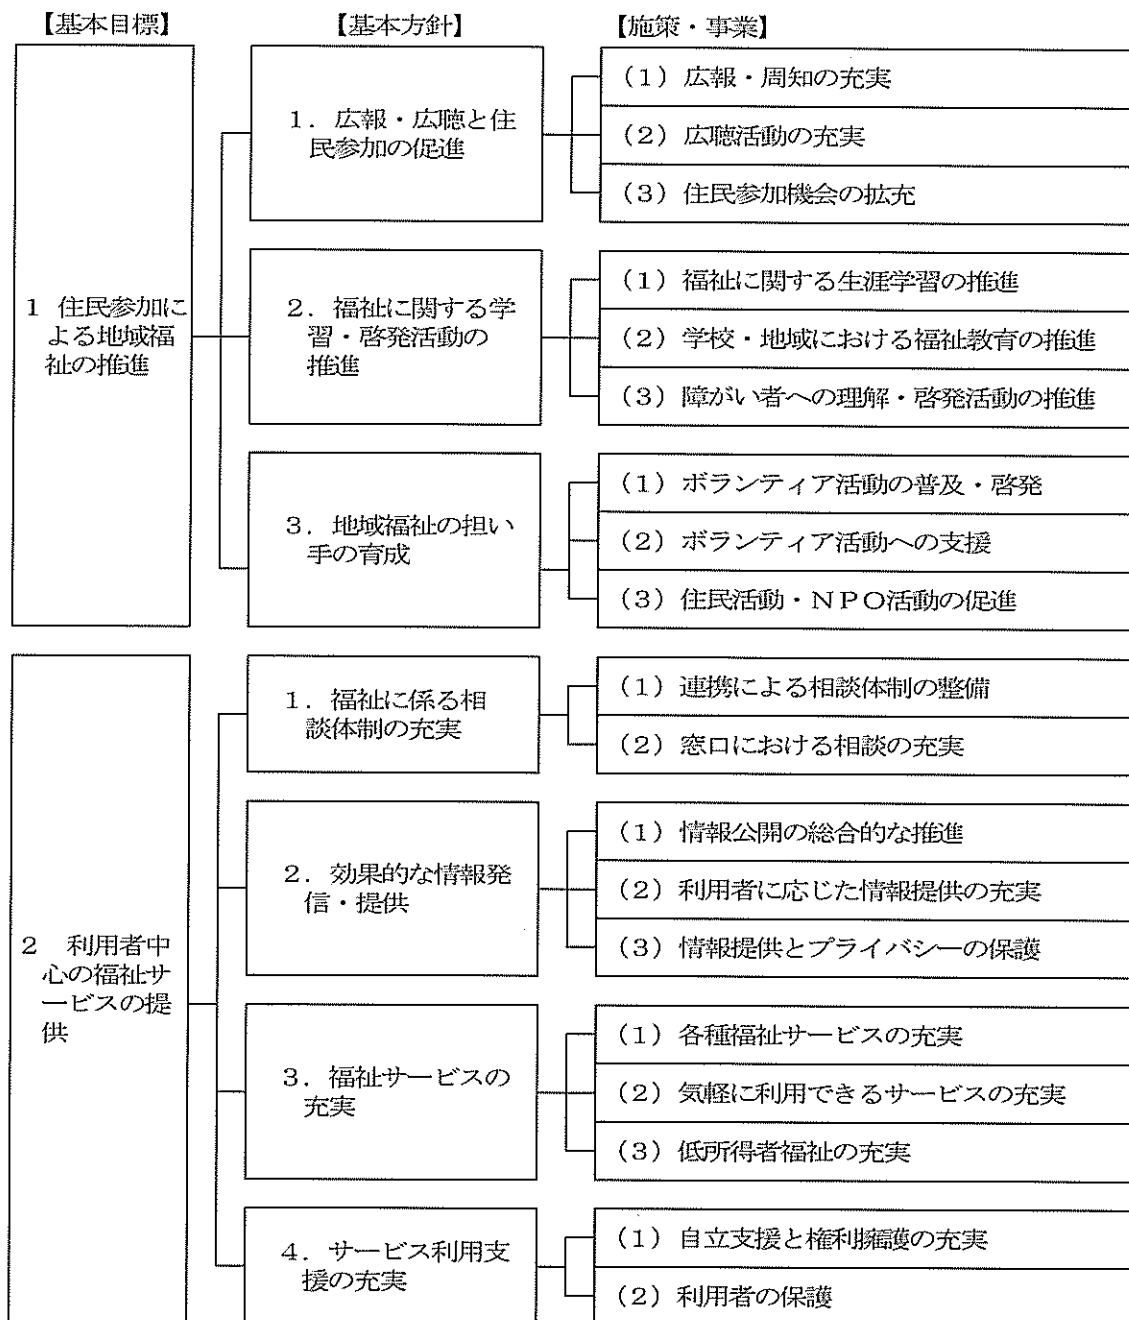 【基本目標】
【基本方針】
【施策・事業】
1 住民参加に
よる地域福
祉の推進
1．広報・広聴と住
民参加の促進
(1) 広報・周知の充実
(2) 広聴活動の充実
(3) 住民参加機会の拡充
2．福祉に関する学
習・啓発活動の
推進
(1) 福祉に関する生涯学習の推進
(2) 学校・地域における福祉教育の推進
(3) 障がい者への理解・啓発活動の推進
3．地域福祉の担い
手の育成
(1) ボランティア活動の普及・啓発
(2) ボランティア活動への支援
(3) 住民活動・NPO活動の促進
2 利用者中
心の福祉サ
ービスの提
供
1．福祉に係る相
談体制の充実
(1) 連携による相談体制の整備
(2) 窓口における相談の充実
2．効果的な情報発
信・提供
(1) 情報公開の総合的な推進
(2) 利用者に応じた情報提供の充実
(3) 情報提供とプライバシーの保護
3．福祉サービスの
充実
(1) 各種福祉サービスの充実
(2) 気軽に利用できるサービスの充実
(3) 低所得者福祉の充実
4．サービス利用支
援の充実
(1) 自立支援と権利擁護の充実
(2) 利用者の保護